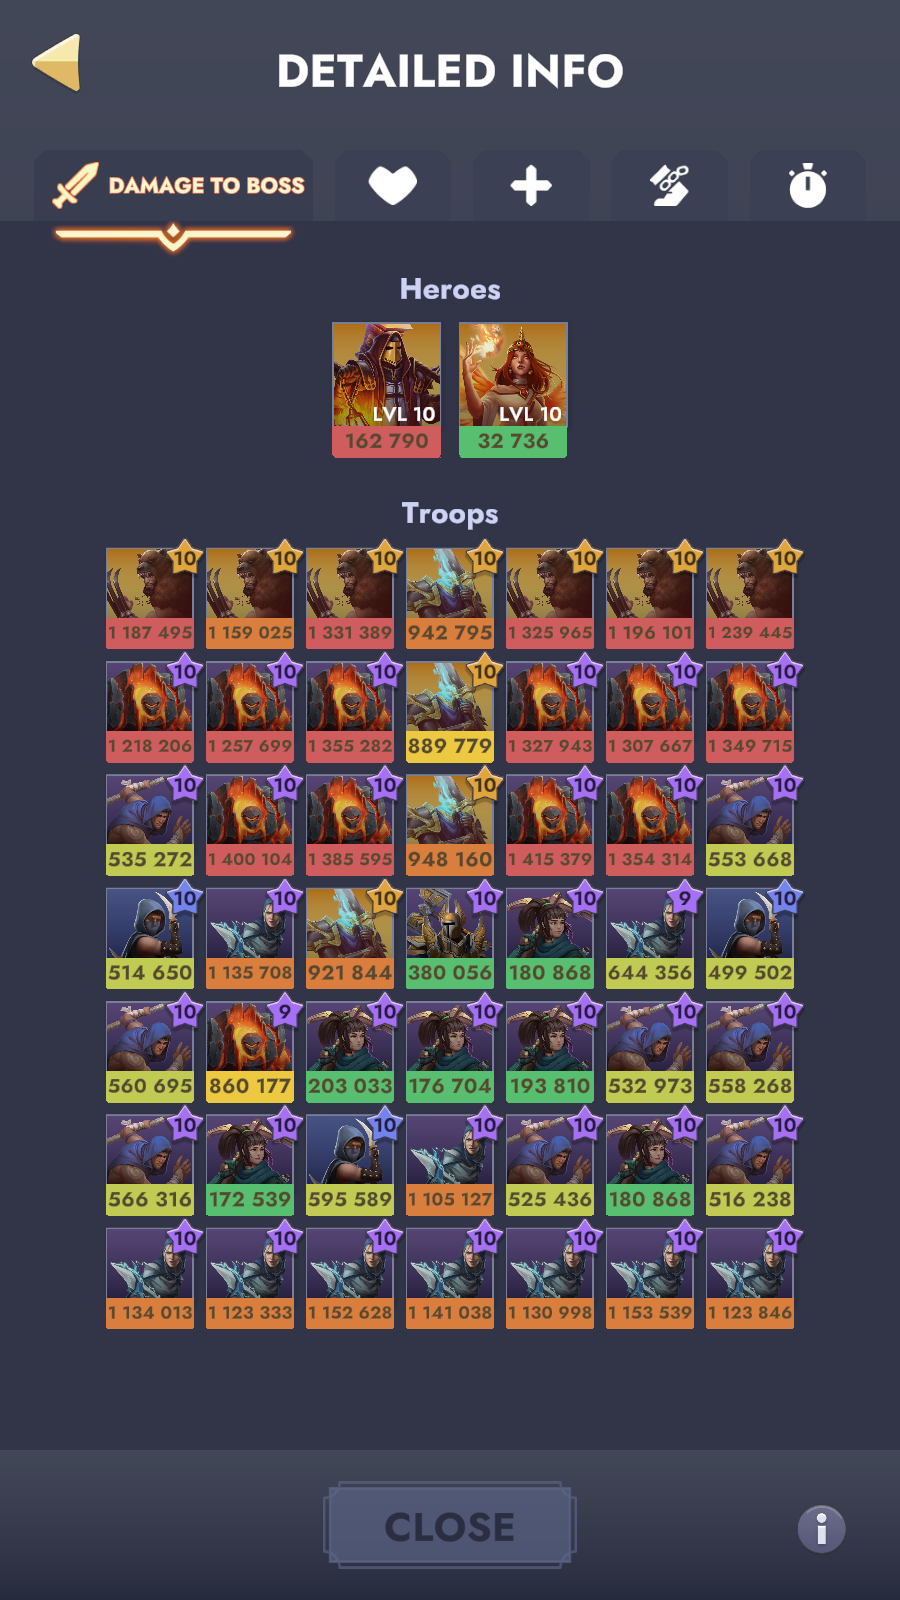 DETAILED INFO
DAMAGE TO BOSS
Heroes
LVL 10 LVL 10
162 790 32 736
Troops
10 10 10 10 10 10 10
1 187 495 1 159 025 1 331 389 942 795 1 325 965 1 196 101 1 239 445
10 10 10 10 10 10 10
1 218 206 1 257 699 1 355 282 889 779 1 327 943 1 307 667 1 349 715
10 10 10 10 10 10 10
535 272 1 400 104 1 385 595 948 160 1 415 379 1 354 314 553 668
10 10 10 10 10 9 10
514 650 1 135 708 921 844 380 056 180 868 644 356 499 502
10 9 10 10 10 10 10
560 695 860 177 203 033 176 704 193 810 532 973 558 268
10 10 10 10 10 10 10
566 316 172 539 595 589 1 105 127 525 436 180 868 516 238
10 10 10 10 10 10 10
1 134 013 1 123 333 1 152 628 1 141 038 1 130 998 1 153 539 1 123 846
CLOSE